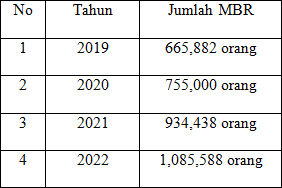 No Tahun Jumlah MBR
1 2019 665,882 orang
2 2020 755,000 orang
3 2021 934,438 orang
4 2022 1,085,588 orang